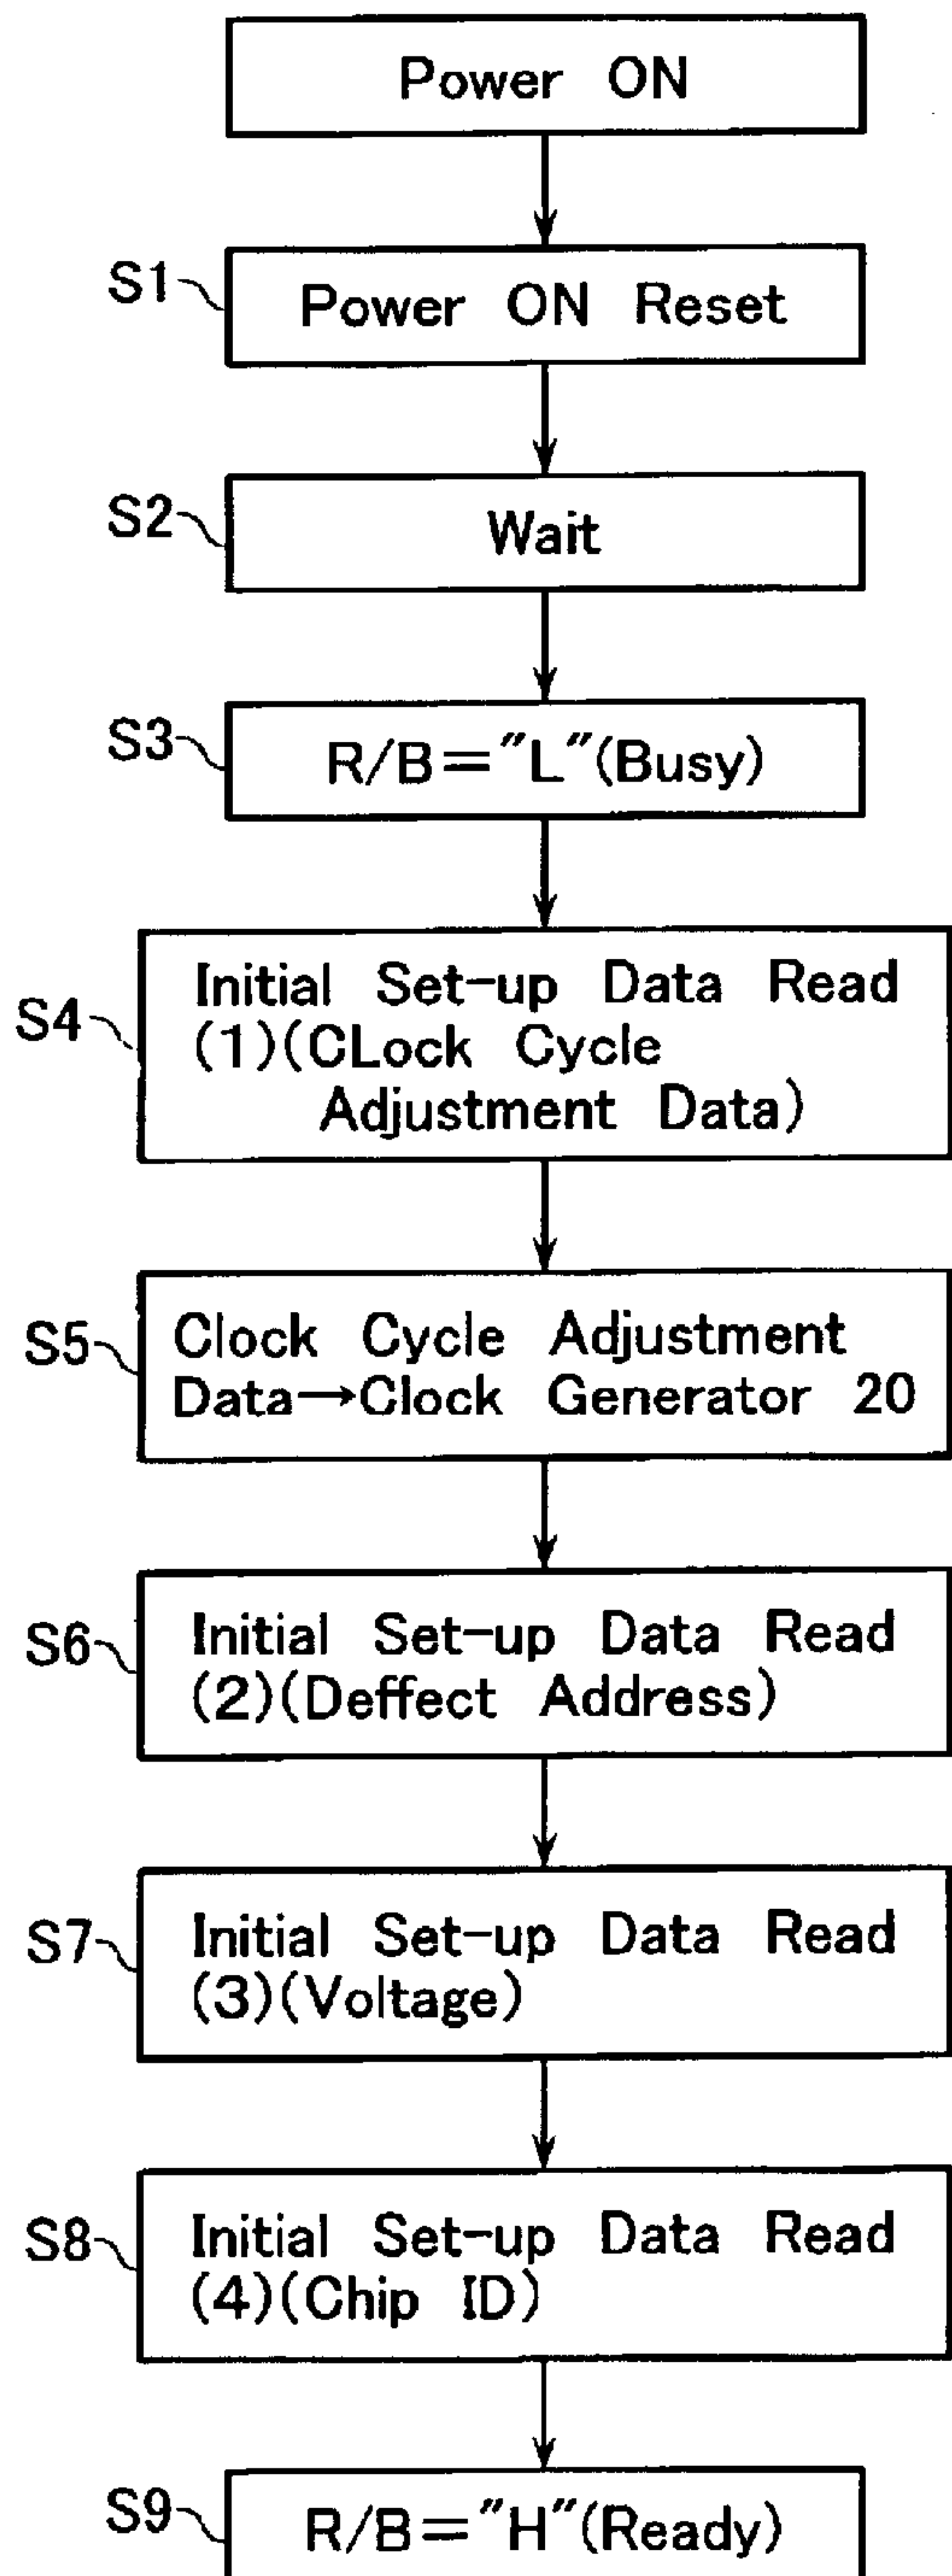 Power ON
S1
Power ON Reset
S2
Wait
S3
R/B="L"(Busy)
S4
Initial Set-up Data Read
(1)(CLock Cycle
Adjustment Data)
S5
Clock Cycle Adjustment
Data→Clock Generator 20
S6
Initial Set-up Data Read
(2)(Deffect Address)
S7
Initial Set-up Data Read
(3)(Voltage)
S8
Initial Set-up Data Read
(4)(Chip ID)
S9
R/B="H"(Ready)